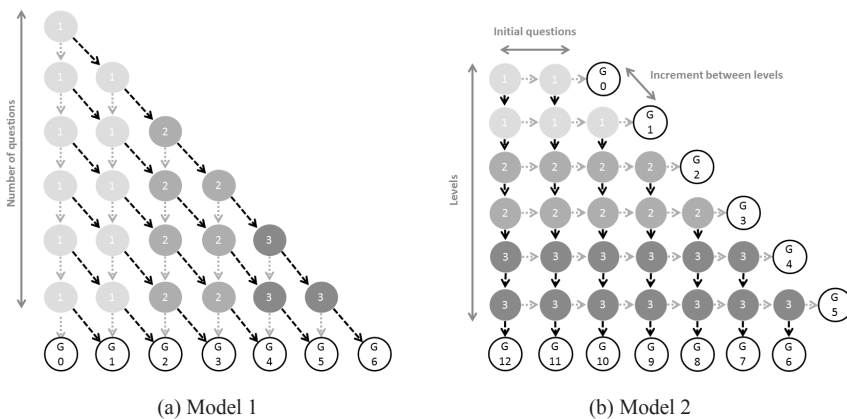 Number of questions
1
1 1
1 1 2
1 1 2 2
1 1 2 2 3
1 1 2 2 3 3
G 0
G 1
G 2
G 3
G 4
G 5
G 6
(a) Model 1
Initial questions
Increment between levels
Levels
1 1 G 0
1 1 1 G 1
2 2 2 2 G 2
2 2 2 2 2 G 3
3 3 3 3 3 3 G 4
3 3 3 3 3 3 3 G 5
G 12
G 11
G 10
G 9
G 8
G 7
G 6
(b) Model 2